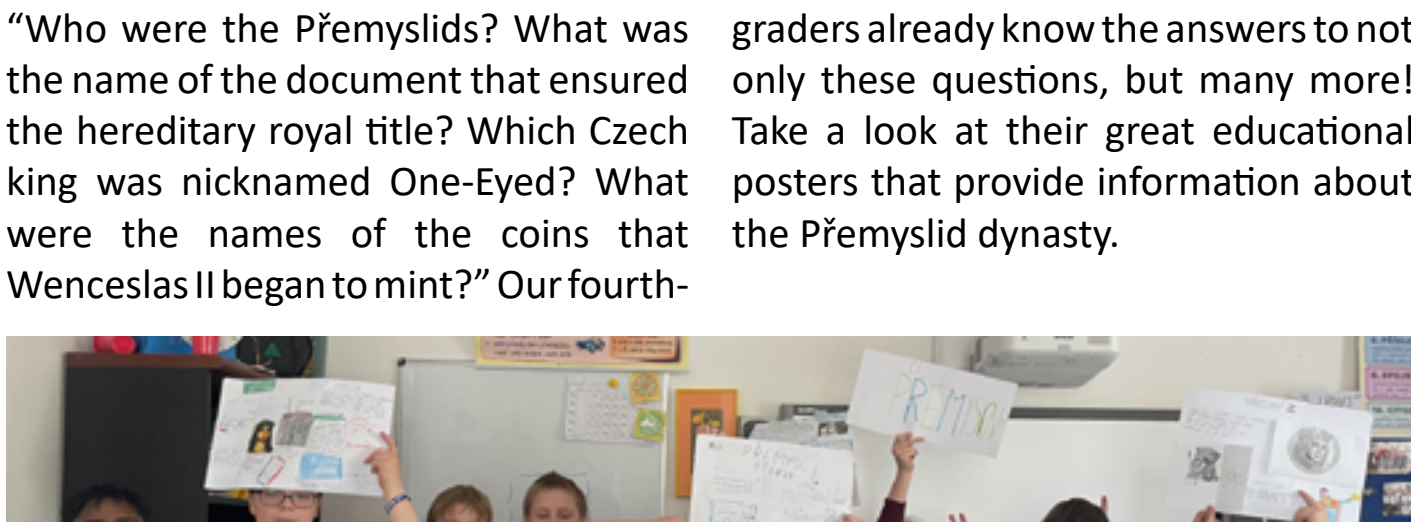 “Who were the Přemyslids? What was
the name of the document that ensured
the hereditary royal title? Which Czech
king was nicknamed One-Eyed? What
were the names of the coins that
Wenceslas II began to mint?” Our fourth-
graders already know the answers to not
only these questions, but many more!
Take a look at their great educational
posters that provide information about
the Přemyslid dynasty.